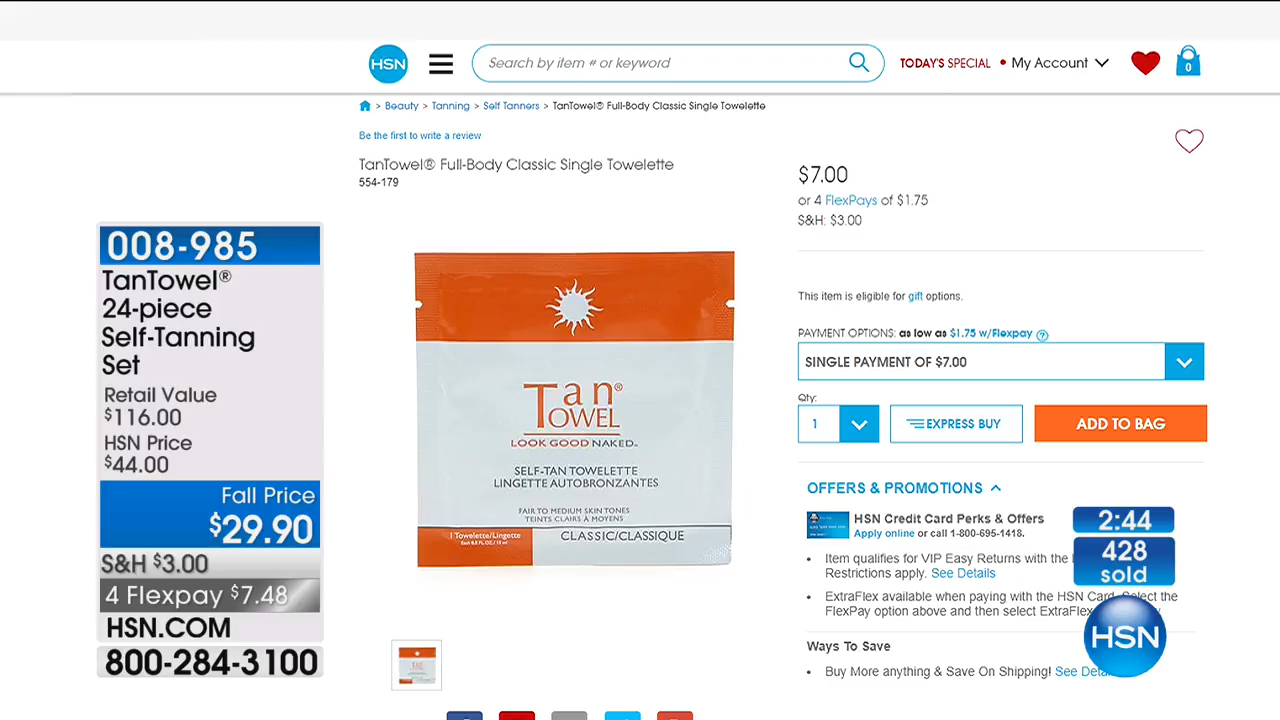 HSN
Search by item # or keyword
TODAY'S SPECIAL • My Account
0
> Beauty > Tanning > Self Tanners > TanTowel® Full-Body Classic Single Towelette
Be the first to write a review
TanTowel® Full-Body Classic Single Towelette
554-179
$7.00
or 4 FlexPays of $1.75
S&H: $3.00
This item is eligible for gift options.
PAYMENT OPTIONS: as low as $1.75 w/Flexpay ?
SINGLE PAYMENT OF $7.00
Qty:
1
EXPRESS BUY
ADD TO BAG
OFFERS & PROMOTIONS
HSN Credit Card Perks & Offers
Apply online or call 1-800-695-1418.
• Item qualifies for VIP Easy Returns with the
Restrictions apply. See Details
• ExtraFlex available when paying with the HSN Card. Select the
FlexPay option above and then select ExtraFlex
Ways To Save
• Buy More anything & Save On Shipping! See
2:44
428
sold
HSN
008-985
TanTowel®
24-piece
Self-Tanning
Set
Retail Value
$116.00
HSN Price
$44.00
Fall Price
$29.90
S&H $3.00
4 Flexpay $7.48
HSN.COM
800-284-3100
Tan®
TOWEL
LOOK GOOD NAKED™
SELF-TAN TOWELETTE
LINGETTE AUTOBRONZANTES
FAIR TO MEDIUM SKIN TONES
TEINTS CLAIRS À MOYENS
1 Towelette/Lingette
CLASSIC/CLASSIQUE